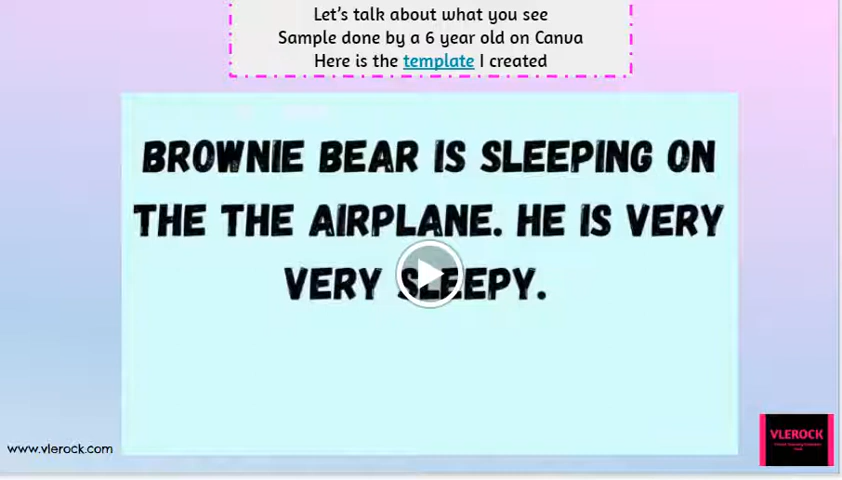 Let's talk about what you see
Sample done by a 6 year old on Canva
Here is the template I created
BROWNIE BEAR IS SLEEPING ON
THE THE AIRPLANE. HE IS VERY
VERY SLEEPY.
www.vlerock.com
VLEROCK